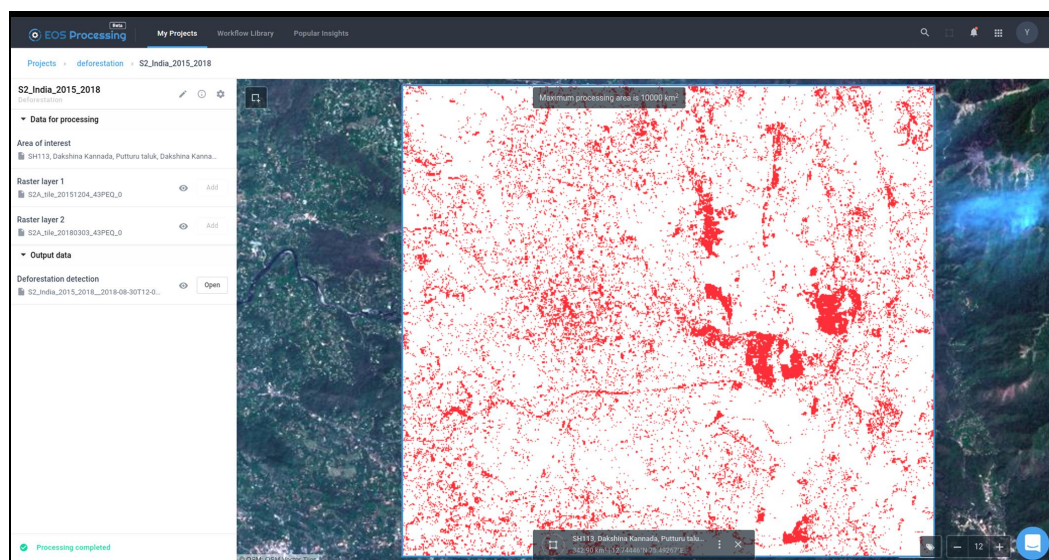 Beta
EOS Processing
My Projects
Workflow Library
Popular Insights
Y
Projects › deforestation › S2_India_2015_2018
S2_India_2015_2018
Deforestation
Data for processing
Area of interest
SH113, Dakshina Kannada, Putturu taluk, Dakshina Kanna...
Raster layer 1
S2A_tile_20151204_43PEQ_0
Add
Raster layer 2
S2A_tile_20180303_43PEQ_0
Add
Output data
Deforestation detection
S2_India_2015_2018__2018-08-30T12-0...
Open
Processing completed
Maximum processing area is 10000 km²
SH113, Dakshina Kannada, Putturu talu...
12